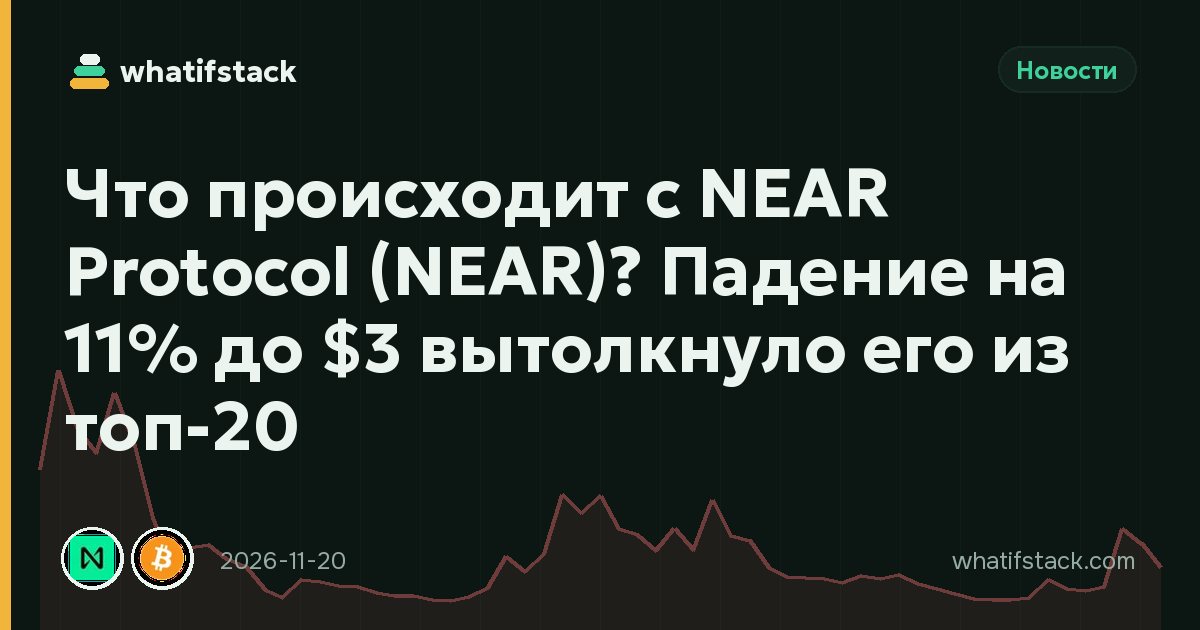 whatifstack
Новости
Что происходит с NEAR
Protocol (NEAR)? Падение на
11% до $3 вытолкнуло его из
топ-20
2026-11-20
whatifstack.com